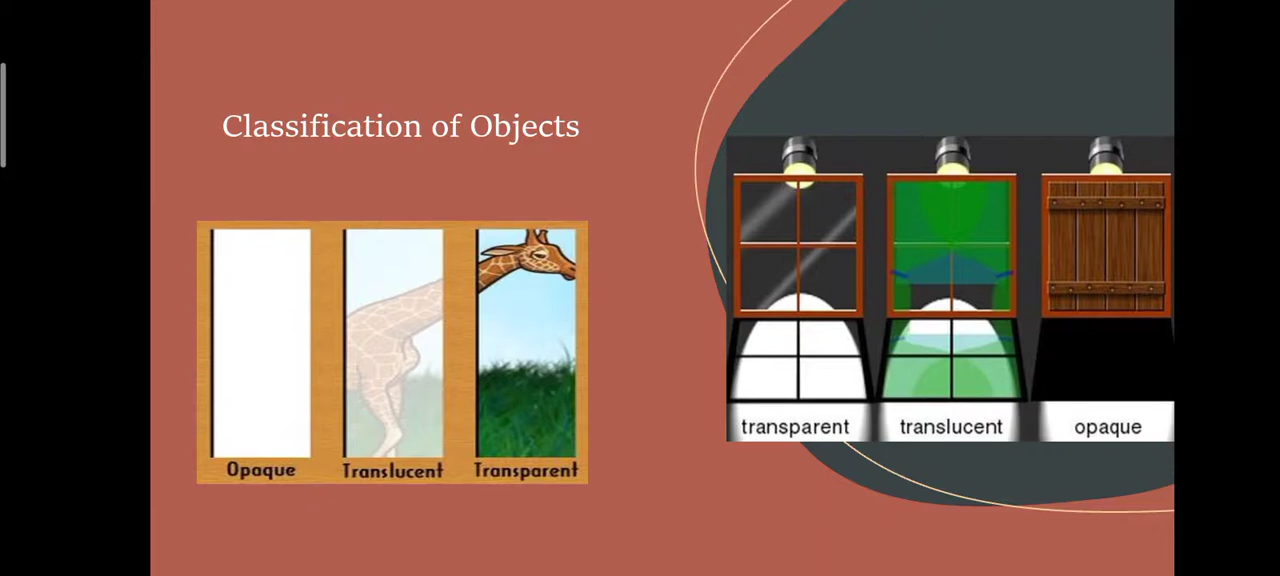 Classification of Objects
Opaque Translucent Transparent
transparent translucent opaque